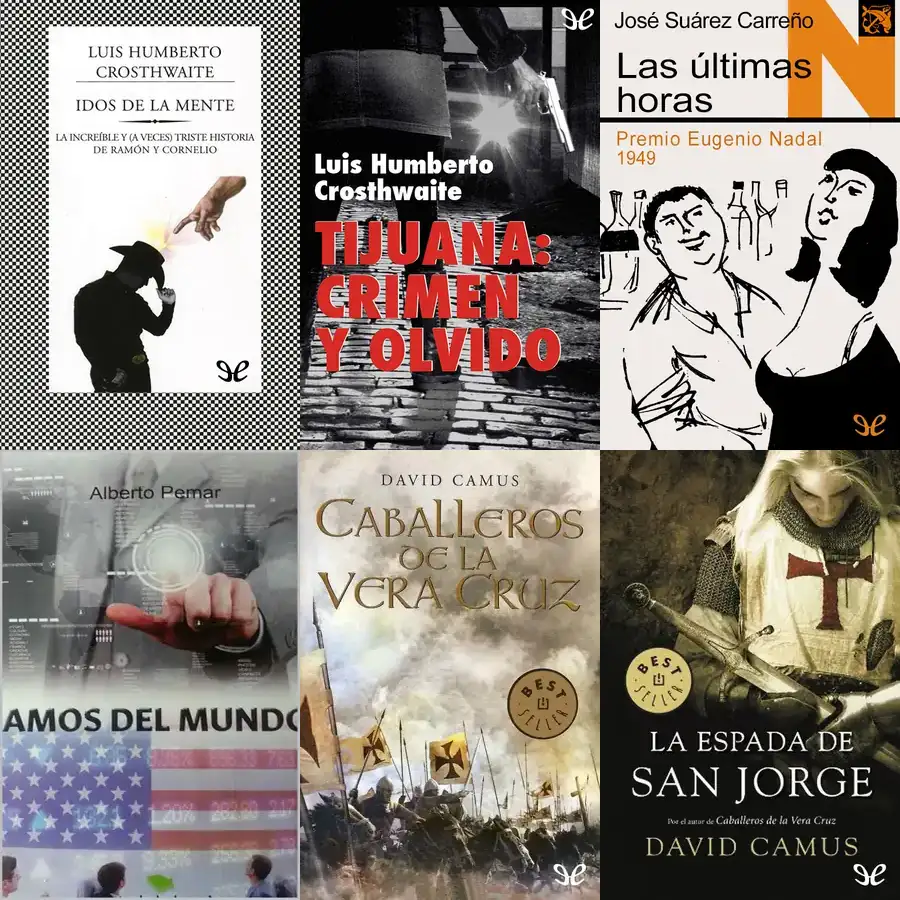 LUIS HUMBERTO
CROSTHWAITE
IDOS DE LA MENTE
LA INCREÍBLE Y (A VECES) TRISTE HISTORIA
DE RAMÓN Y CORNELIO
Luis Humberto
Crosthwaite
TIJUANA:
CRIMEN
Y OLVIDO
José Suárez Carreño
N
Las últimas
horas
Premio Eugenio Nadal
1949
Alberto Pemar
AMOS DEL MUNDO
DAVID CAMUS
CABALLEROS
DE LA
VERA CRUZ
BEST
SELLER
BEST
SELLER
LA ESPADA DE
SAN JORGE
Por el autor de Caballeros de la Vera Cruz
DAVID CAMUS